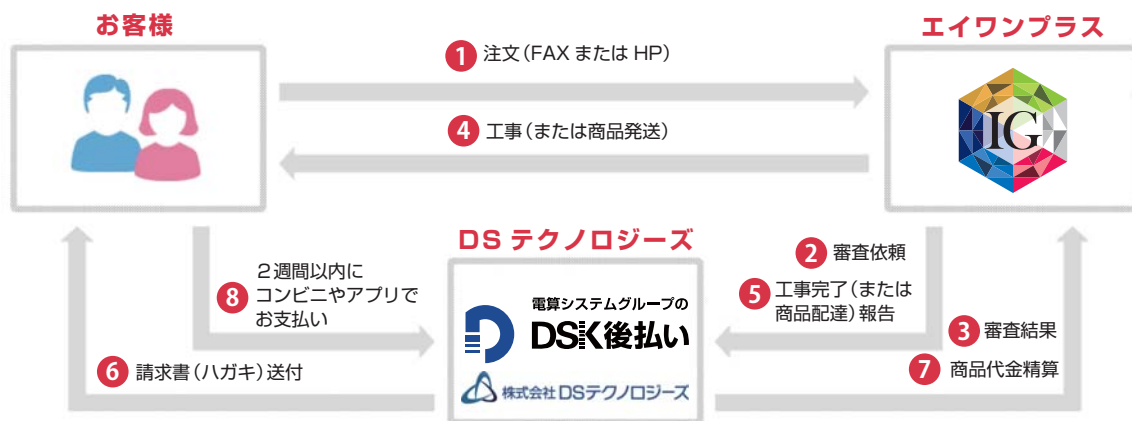 お客様
エイワンプラス
1 注文(FAX または HP)
4 工事(または商品発送)
IG
DS テクノロジーズ
2 審査依頼
5 工事完了(または
商品配達)報告
3 審査結果
7 商品代金精算
8 2週間以内に
コンビニやアプリで
お支払い
6 請求書(ハガキ)送付
電算システムグループの
DSK後払い
株式会社DSテクノロジーズ